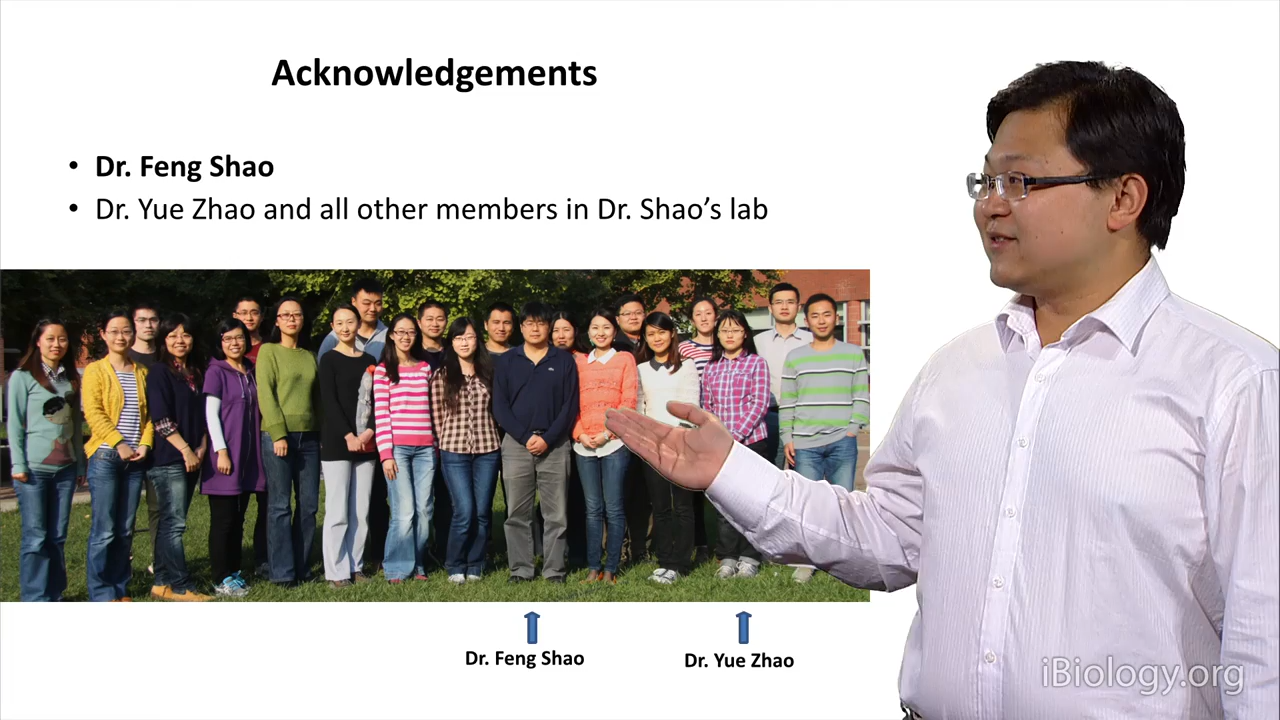 Acknowledgements
• Dr. Feng Shao
• Dr. Yue Zhao and all other members in Dr. Shao’s lab
Dr. Feng Shao
Dr. Yue Zhao
iBiology.org